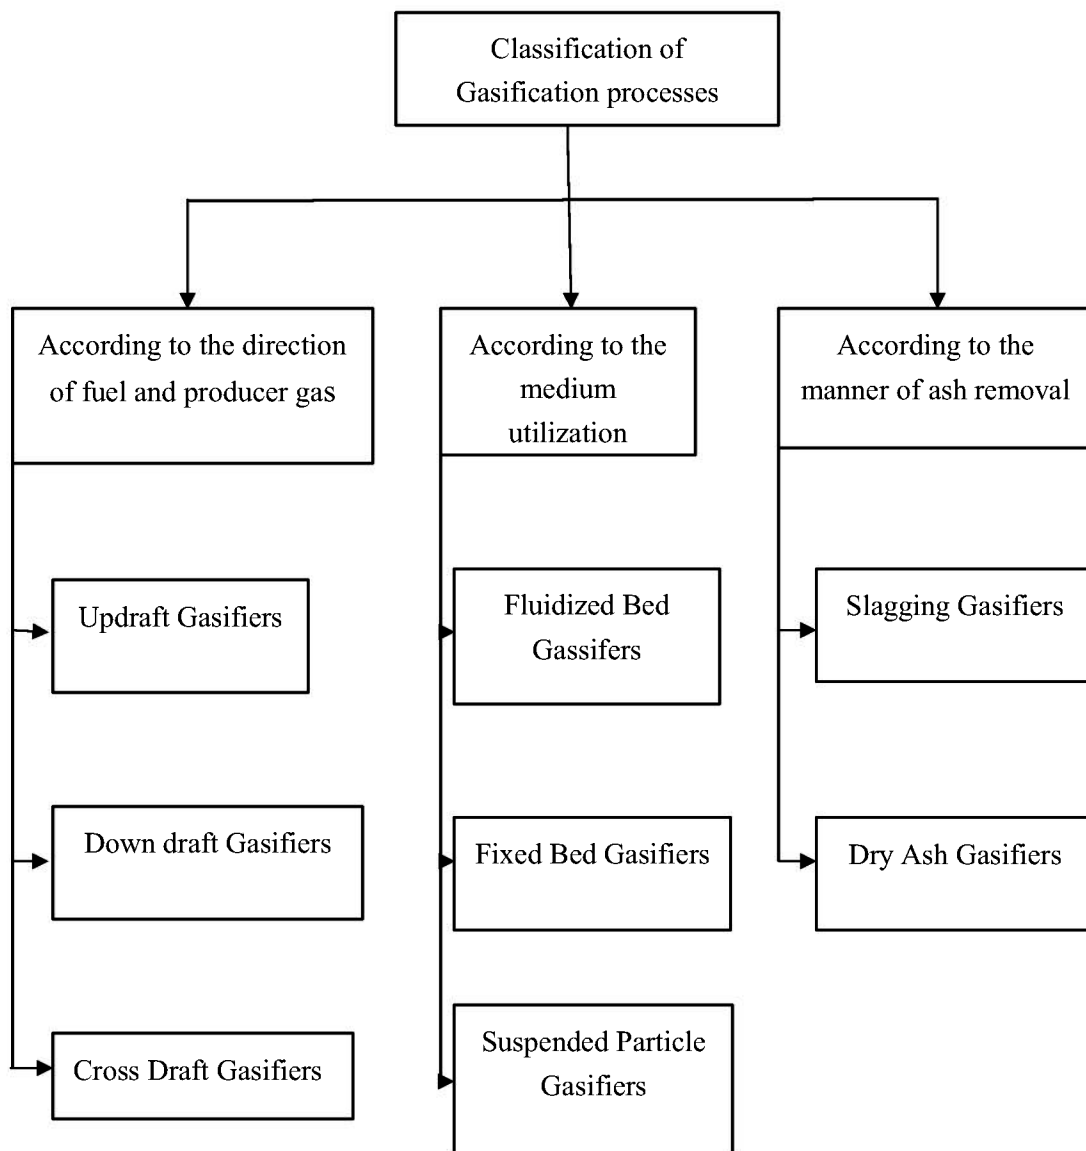 Classification of
Gasification processes
According to the direction
of fuel and producer gas
According to the
medium
utilization
According to the
manner of ash removal
Updraft Gasifiers
Down draft Gasifiers
Cross Draft Gasifiers
Fluidized Bed
Gassifers
Fixed Bed Gasifiers
Suspended Particle
Gasifiers
Slagging Gasifiers
Dry Ash Gasifiers